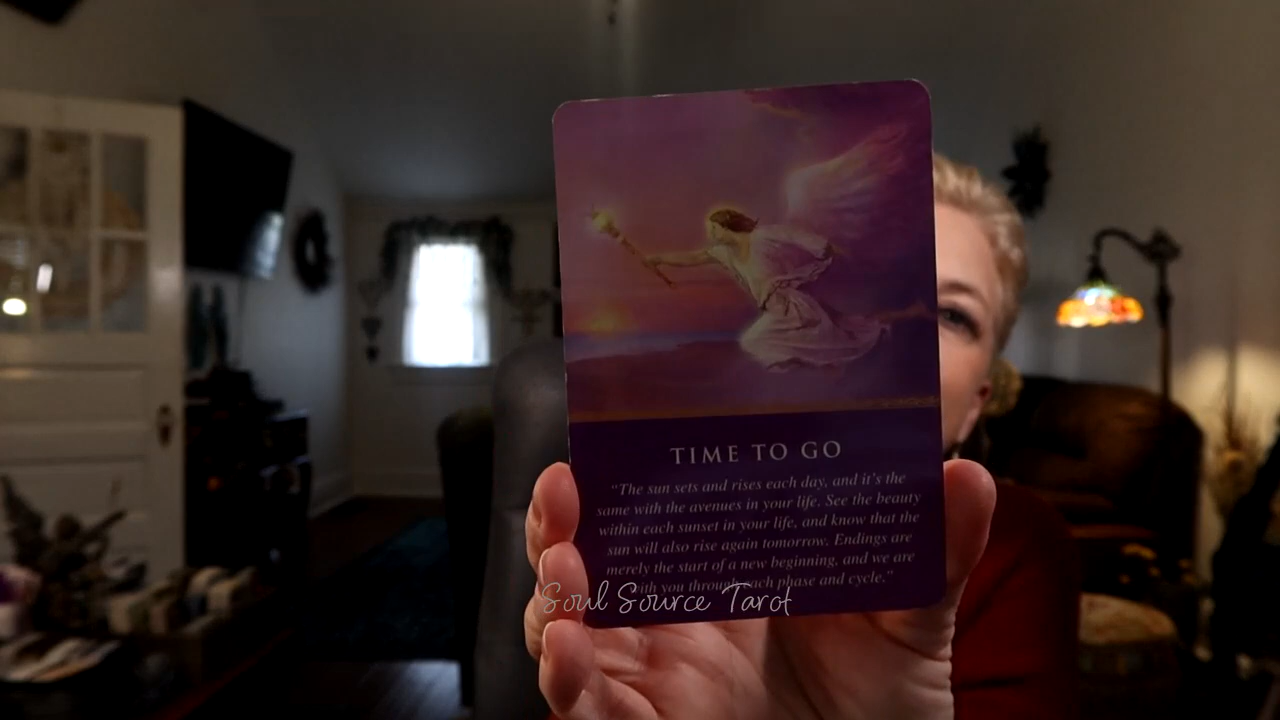 TIME TO GO
"The sun sets and rises each day, and it's the
same with the avenues in your life. See the beauty
within each sunset in your life, and know that the
sun will also rise again tomorrow. Endings are
merely the start of a new beginning, and we are
with you through each phase and cycle."
Soul Source Tarot